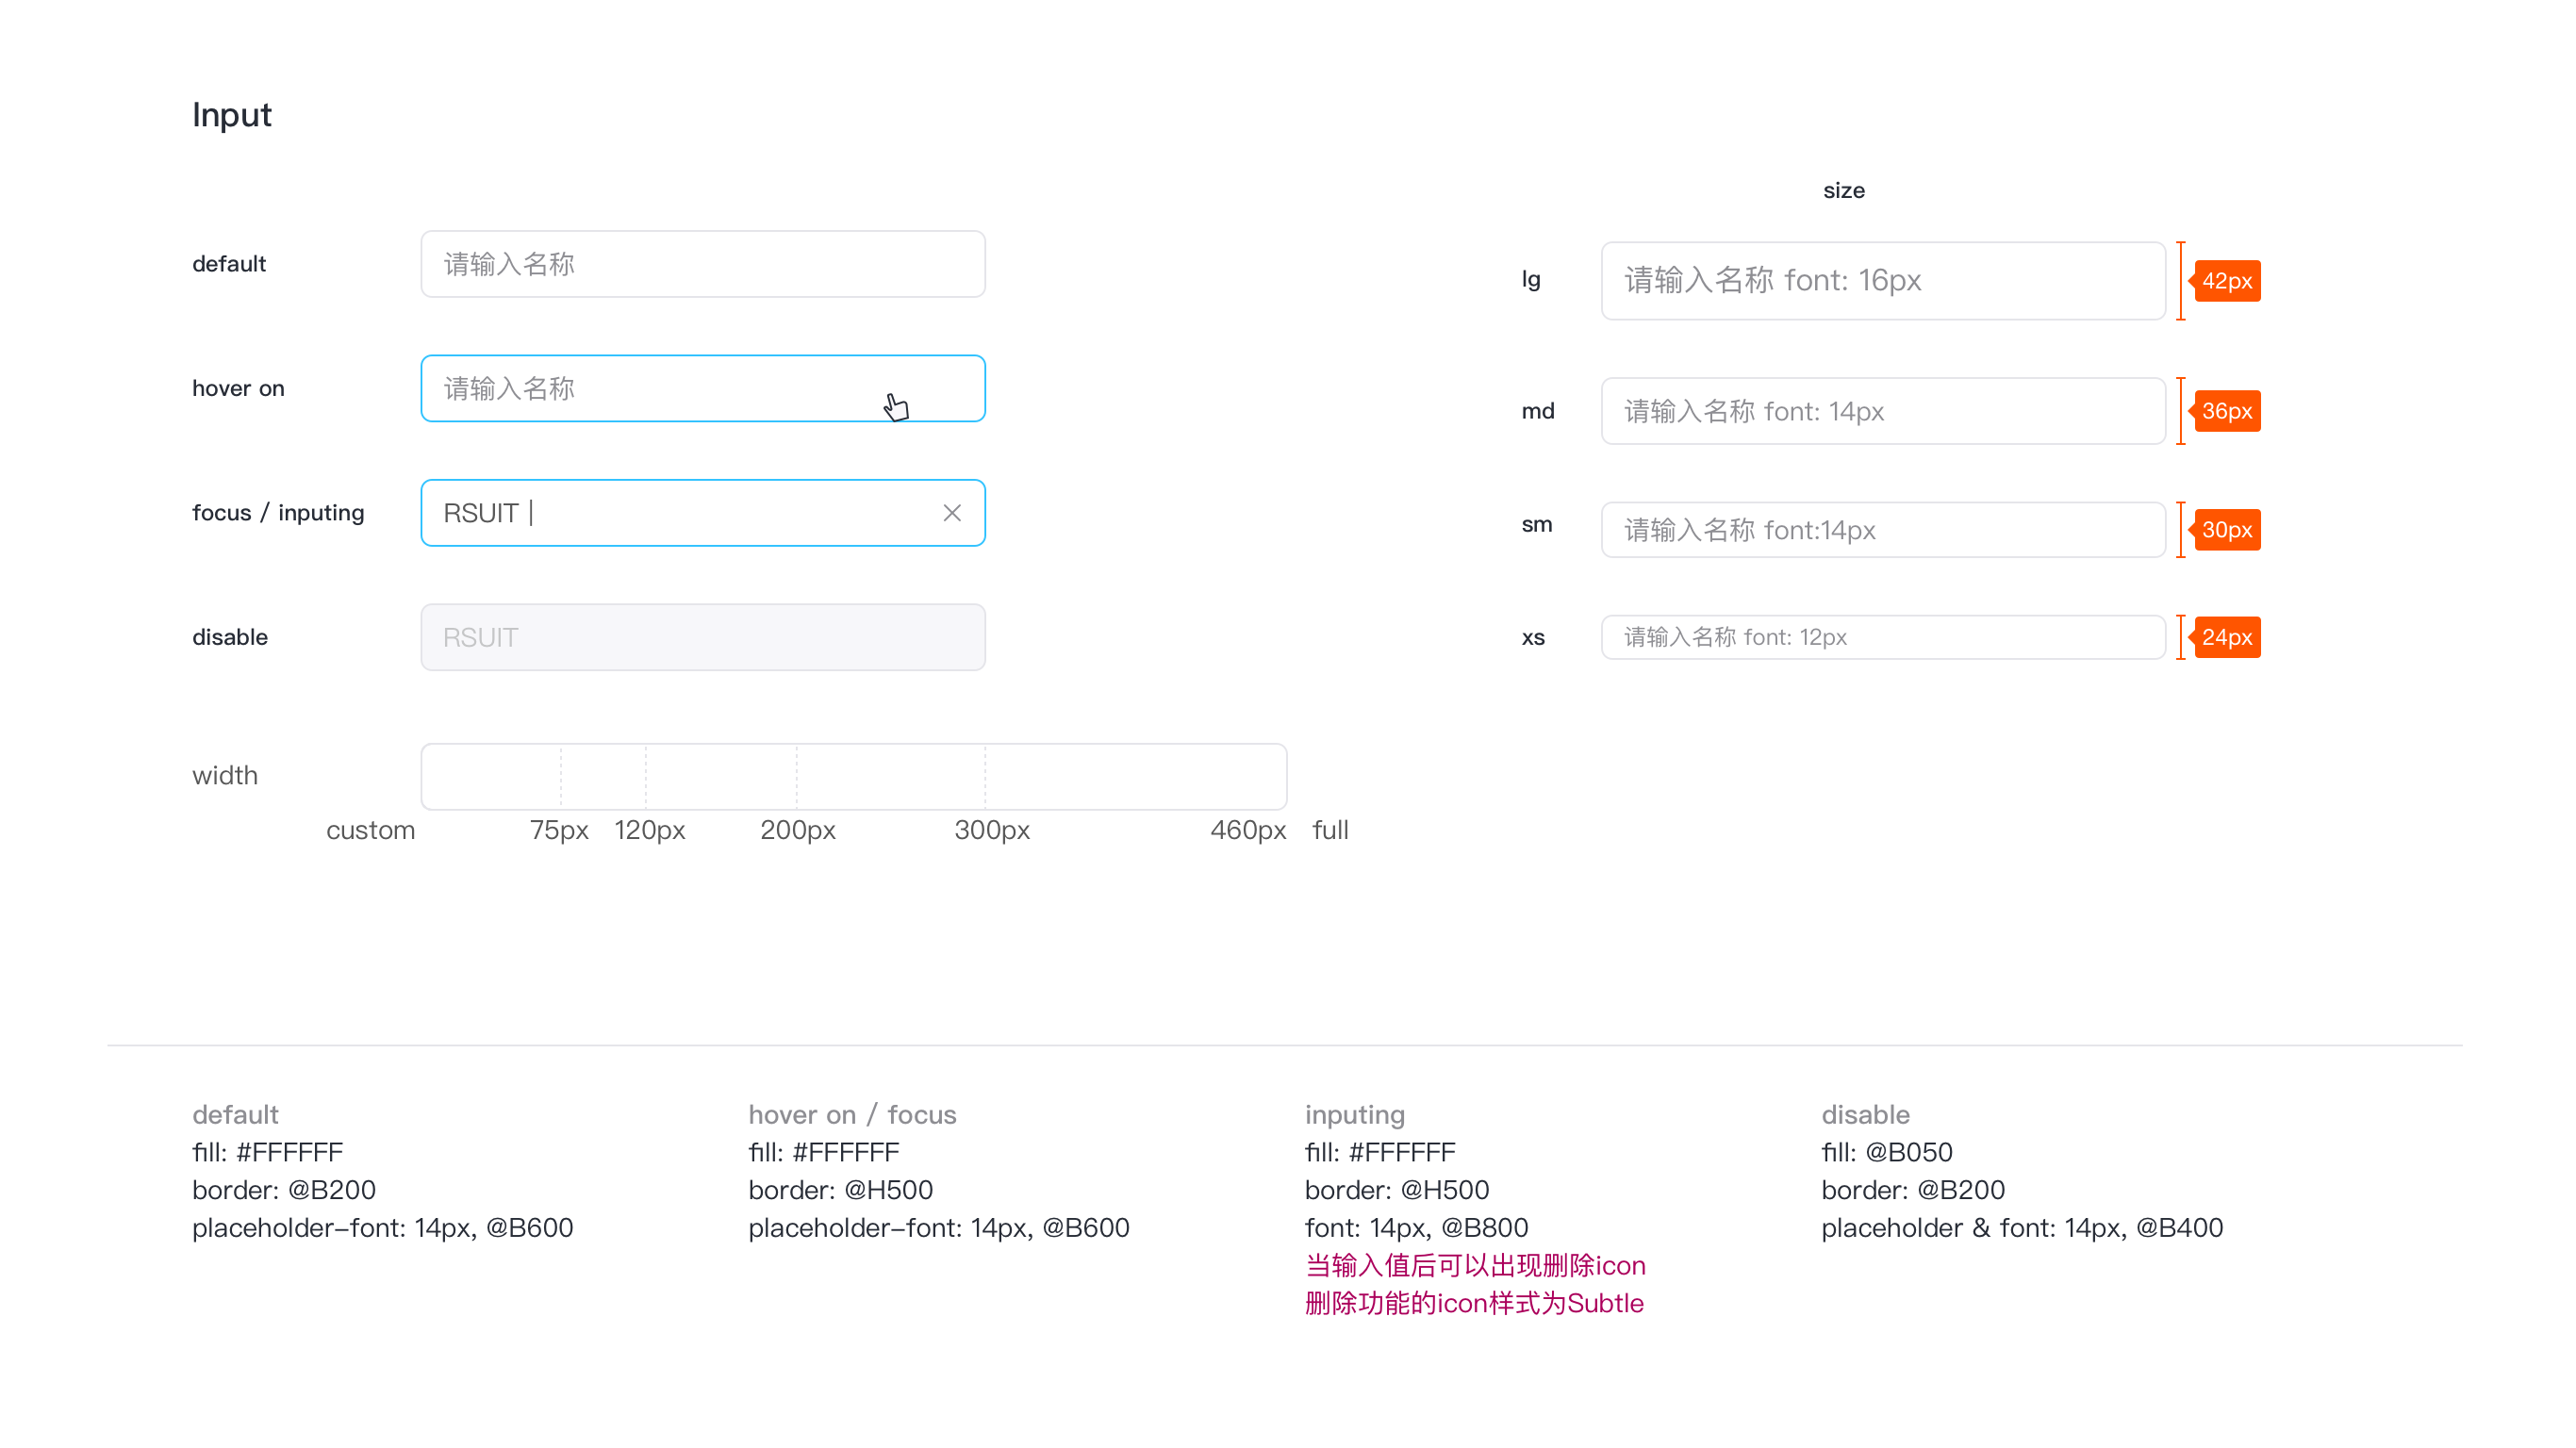 Input
default
请输入名称
hover on
请输入名称
focus / inputing
RSUIT
disable
RSUIT
width
custom 75px 120px 200px 300px 460px full
size
lg
请输入名称 font: 16px
42px
md
请输入名称 font: 14px
36px
sm
请输入名称 font:14px
30px
xs
请输入名称 font: 12px
24px
default
fill: #FFFFFF
border: @B200
placeholder-font: 14px, @B600
hover on / focus
fill: #FFFFFF
border: @H500
placeholder-font: 14px, @B600
inputing
fill: #FFFFFF
border: @H500
font: 14px, @B800
当输入值后可以出现删除icon
删除功能的icon样式为Subtle
disable
fill: @B050
border: @B200
placeholder & font: 14px, @B400